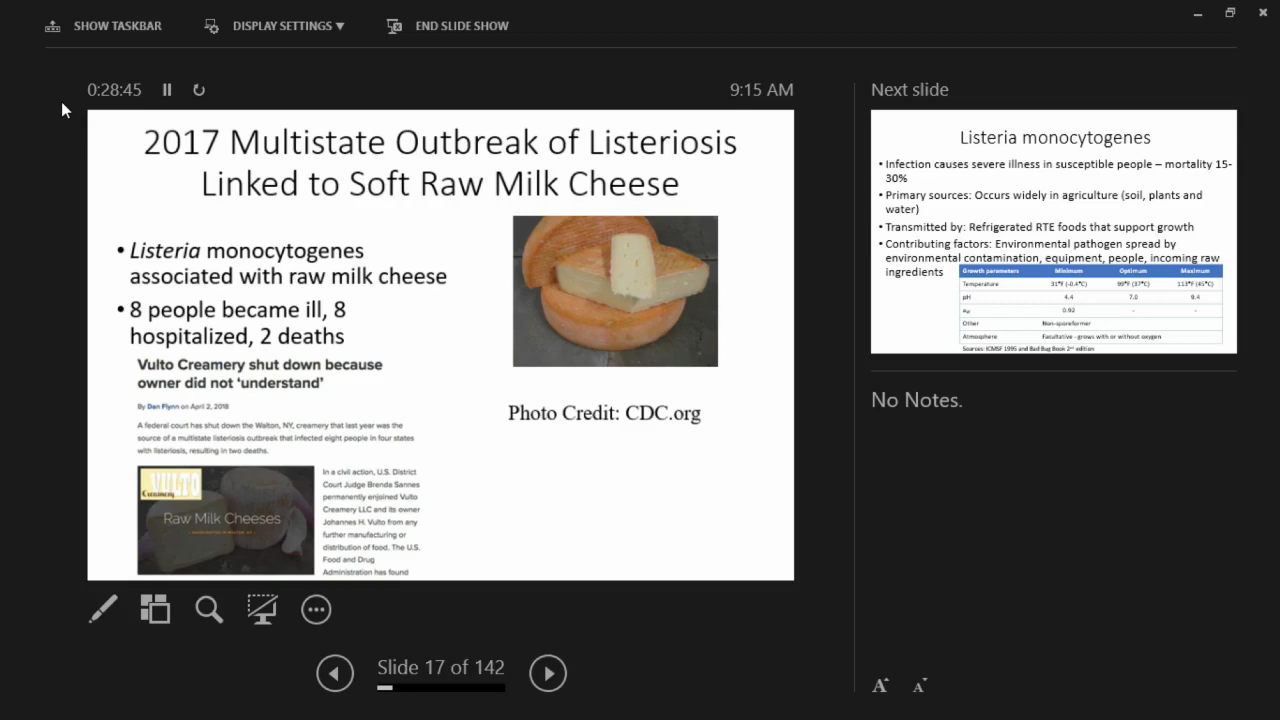 SHOW TASKBAR
DISPLAY SETTINGS ▼
END SLIDE SHOW
0:28:45
9:15 AM
2017 Multistate Outbreak of Listeriosis
Linked to Soft Raw Milk Cheese
• Listeria monocytogenes
associated with raw milk cheese
• 8 people became ill, 8
hospitalized, 2 deaths
Vulto Creamery shut down because
owner did not ‘understand’
By Dan Flynn on April 2, 2018
A federal court has shut down the Walton, NY, creamery that last year was the
source of a multistate listeriosis outbreak that infected eight people in four states
with listeriosis, resulting in two deaths.
VULTO
Creamery
Raw Milk Cheeses
In a civil action, U.S. District
Court Judge Brenda Sannes
permanently enjoined Vulto
Creamery LLC and its owner
Johannes H. Vulto from any
further manufacturing or
distribution of food. The U.S.
Food and Drug
Administration has found
Photo Credit: CDC.org
Slide 17 of 142
Next slide
Listeria monocytogenes
• Infection causes severe illness in susceptible people – mortality 15-
30%
• Primary sources: Occurs widely in agriculture (soil, plants and
water)
• Transmitted by: Refrigerated RTE foods that support growth
• Contributing factors: Environmental pathogen spread by
environmental contamination, equipment, people, incoming raw
ingredients
Growth parameters Minimum Optimum Maximum
Temperature 31°F (-0.4°C) 99°F (37°C) 113°F (45°C)
pH 4.4 7.0 9.4
aw 0.92 - -
Other Non-sporeformer
Atmosphere Facultative - grows with or without oxygen
Sources: ICMSF 1995 and Bad Bug Book 2nd edition
No Notes.
A A